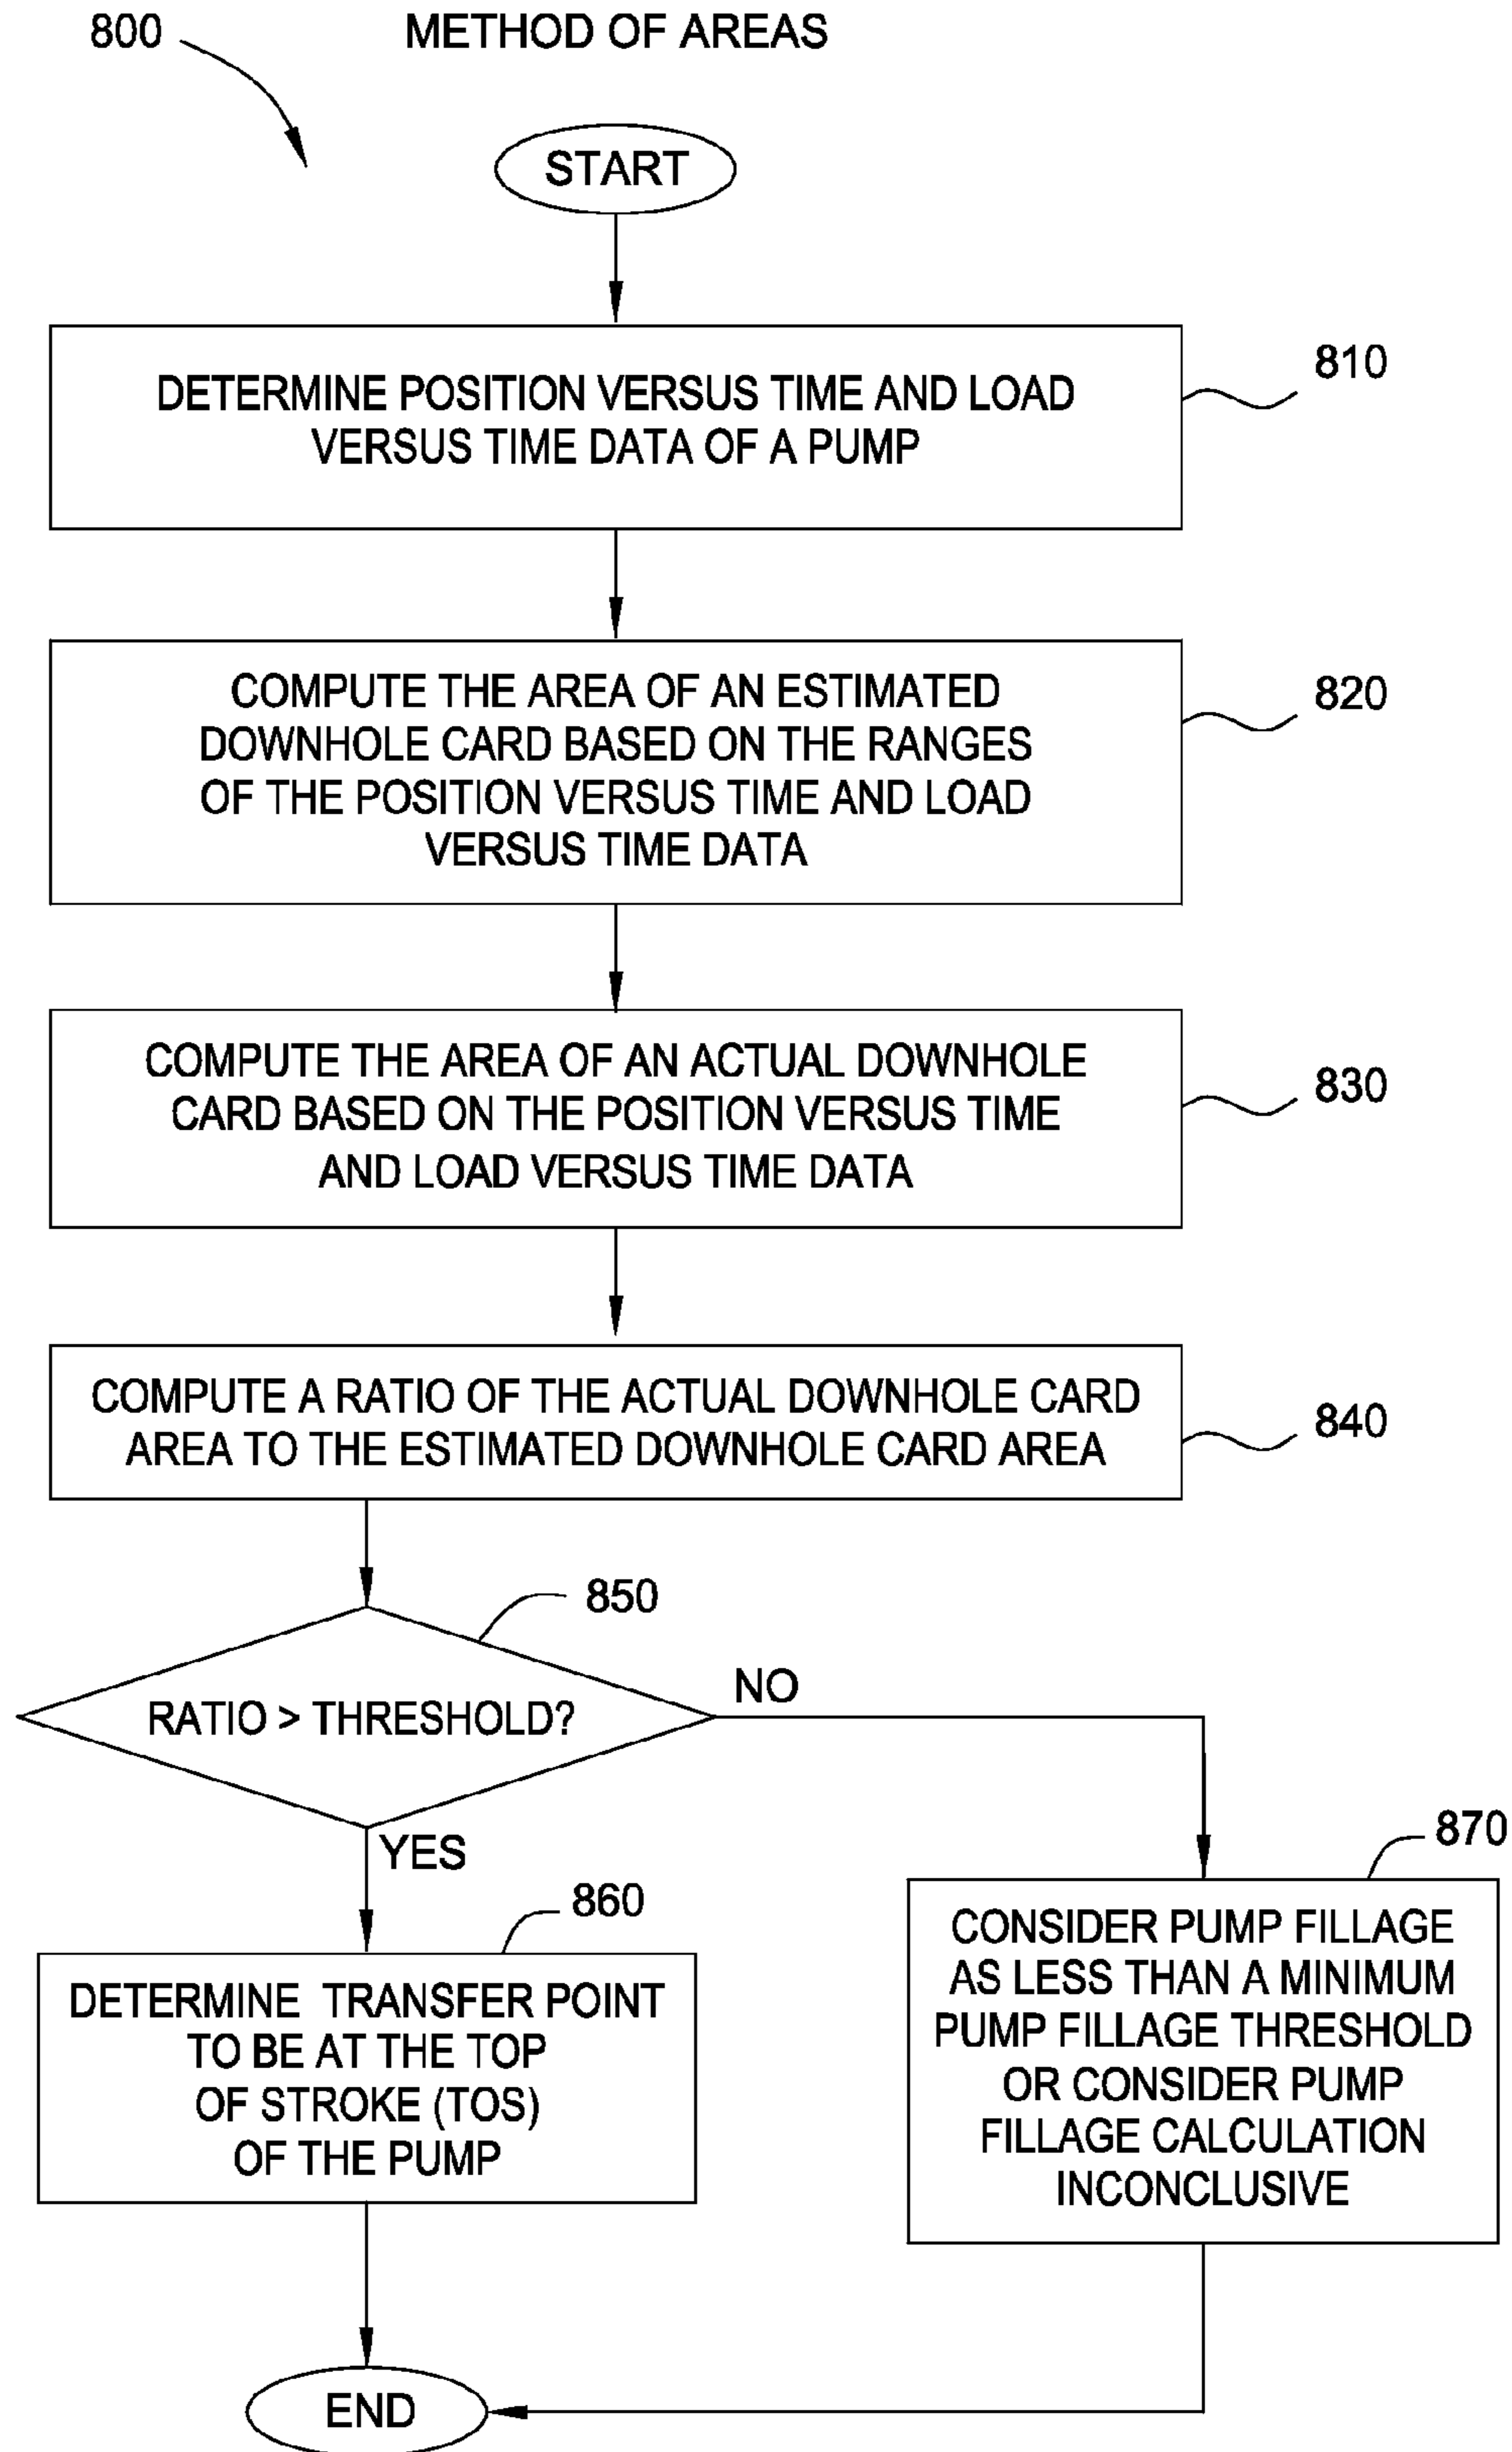 800
METHOD OF AREAS
START
DETERMINE POSITION VERSUS TIME AND LOAD
VERSUS TIME DATA OF A PUMP
810
COMPUTE THE AREA OF AN ESTIMATED
DOWNHOLE CARD BASED ON THE RANGES
OF THE POSITION VERSUS TIME AND LOAD
VERSUS TIME DATA
820
COMPUTE THE AREA OF AN ACTUAL DOWNHOLE
CARD BASED ON THE POSITION VERSUS TIME
AND LOAD VERSUS TIME DATA
830
COMPUTE A RATIO OF THE ACTUAL DOWNHOLE CARD
AREA TO THE ESTIMATED DOWNHOLE CARD AREA
840
850
RATIO > THRESHOLD?
NO
YES
860
DETERMINE TRANSFER POINT
TO BE AT THE TOP
OF STROKE (TOS)
OF THE PUMP
870
CONSIDER PUMP FILLAGE
AS LESS THAN A MINIMUM
PUMP FILLAGE THRESHOLD
OR CONSIDER PUMP
FILLAGE CALCULATION
INCONCLUSIVE
END